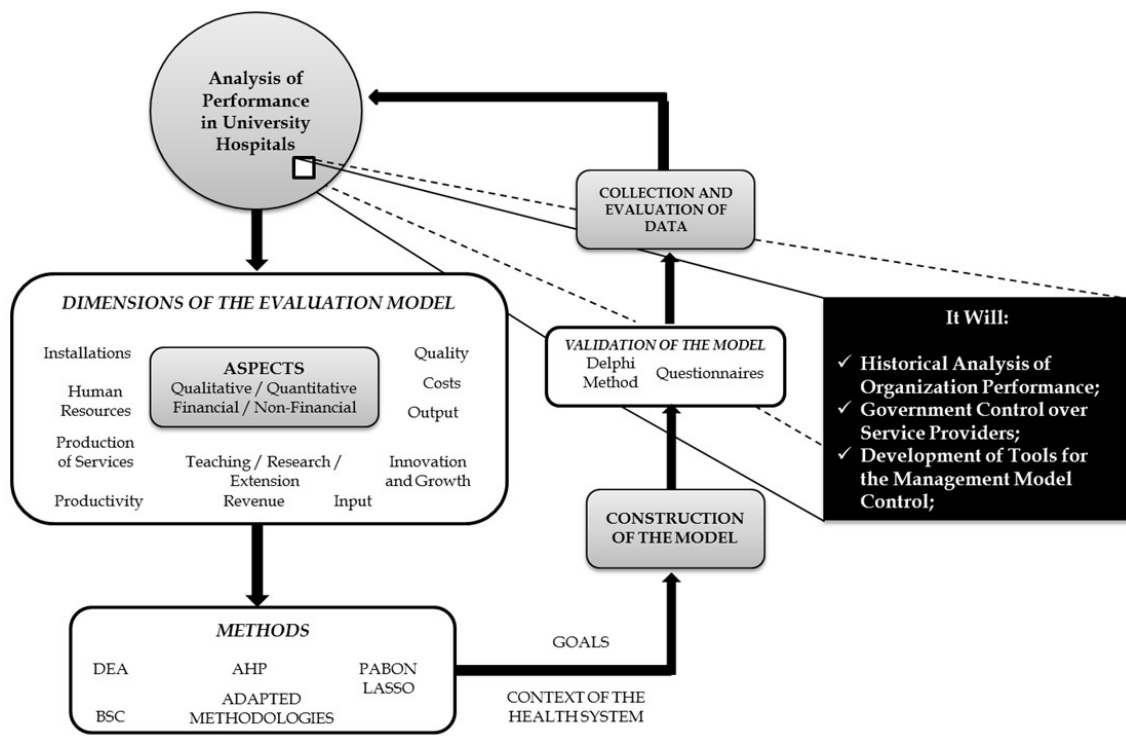 Analysis of
Performance
in University
Hospitals
DIMENSIONS OF THE EVALUATION MODEL
Installations
Human
Resources
Production
of Services
Productivity
ASPECTS
Qualitative / Quantitative
Financial / Non-Financial
Teaching / Research /
Extension
Revenue
Input
Quality
Costs
Output
Innovation
and Growth
METHODS
DEA
AHP
PABON
LASSO
BSC
ADAPTED
METHODOLOGIES
GOALS
CONTEXT OF THE
HEALTH SYSTEM
CONSTRUCTION
OF THE MODEL
VALIDATION OF THE MODEL
Delphi
Method
Questionnaires
COLLECTION AND
EVALUATION OF
DATA
It Will:
✓ Historical Analysis of
Organization Performance;
✓ Government Control over
Service Providers;
✓ Development of Tools for
the Management Model
Control;